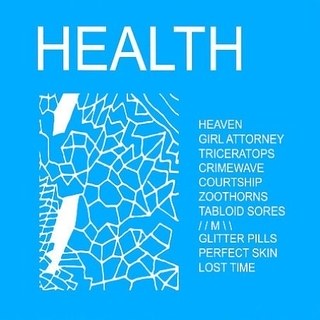 HEALTH
HEAVEN
GIRL ATTORNEY
TRICERATOPS
CRIMEWAVE
COURTSHIP
ZOOTHORNS
TABLOID SORES
/ / M \ \
GLITTER PILLS
PERFECT SKIN
LOST TIME